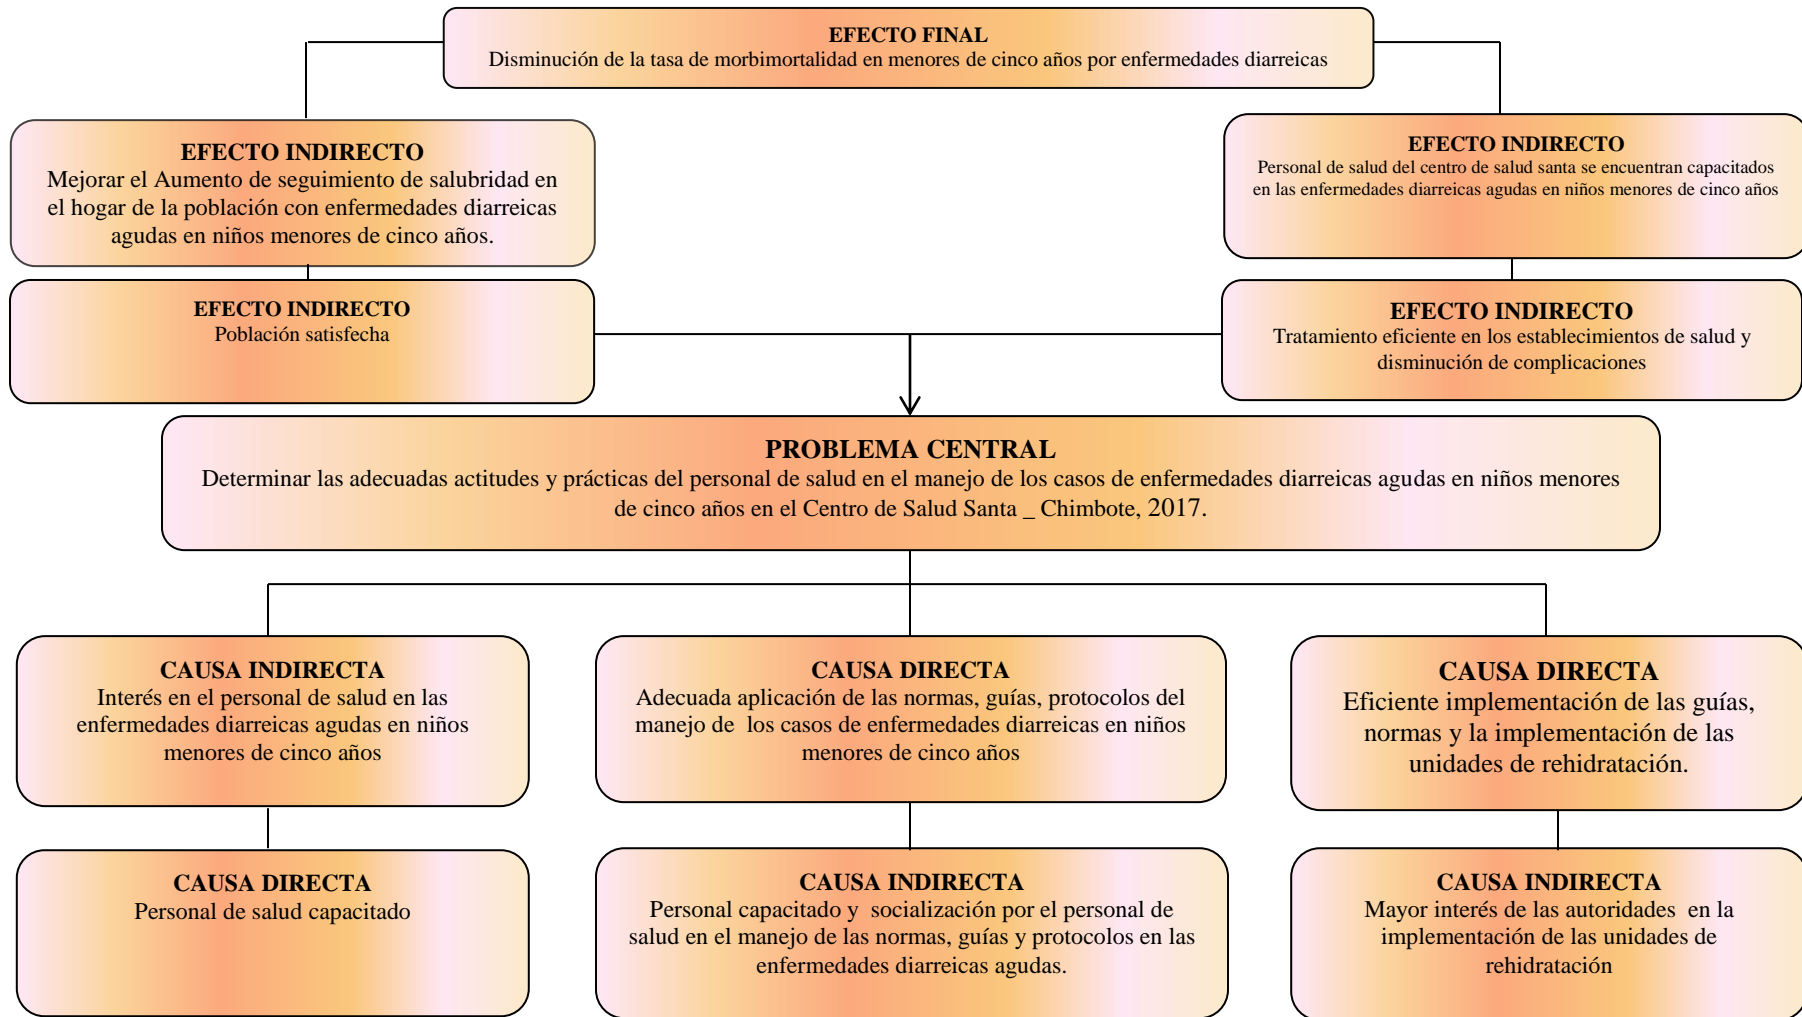 EFECTO FINAL
Disminución de la tasa de morbimortalidad en menores de cinco años por enfermedades diarreicas
EFECTO INDIRECTO
Mejorar el Aumento de seguimiento de salubridad en
el hogar de la población con enfermedades diarreicas
agudas en niños menores de cinco años.
EFECTO INDIRECTO
Personal de salud del centro de salud santa se encuentran capacitados
en las enfermedades diarreicas agudas en niños menores de cinco años
EFECTO INDIRECTO
Población satisfecha
EFECTO INDIRECTO
Tratamiento eficiente en los establecimientos de salud y
disminución de complicaciones
PROBLEMA CENTRAL
Determinar las adecuadas actitudes y prácticas del personal de salud en el manejo de los casos de enfermedades diarreicas agudas en niños menores
de cinco años en el Centro de Salud Santa _ Chimbote, 2017.
CAUSA INDIRECTA
Interés en el personal de salud en las
enfermedades diarreicas agudas en niños
menores de cinco años
CAUSA DIRECTA
Adecuada aplicación de las normas, guías, protocolos del
manejo de los casos de enfermedades diarreicas en niños
menores de cinco años
CAUSA DIRECTA
Eficiente implementación de las guías,
normas y la implementación de las
unidades de rehidratación.
CAUSA DIRECTA
Personal de salud capacitado
CAUSA INDIRECTA
Personal capacitado y socialización por el personal de
salud en el manejo de las normas, guías y protocolos en las
enfermedades diarreicas agudas.
CAUSA INDIRECTA
Mayor interés de las autoridades en la
implementación de las unidades de
rehidratación